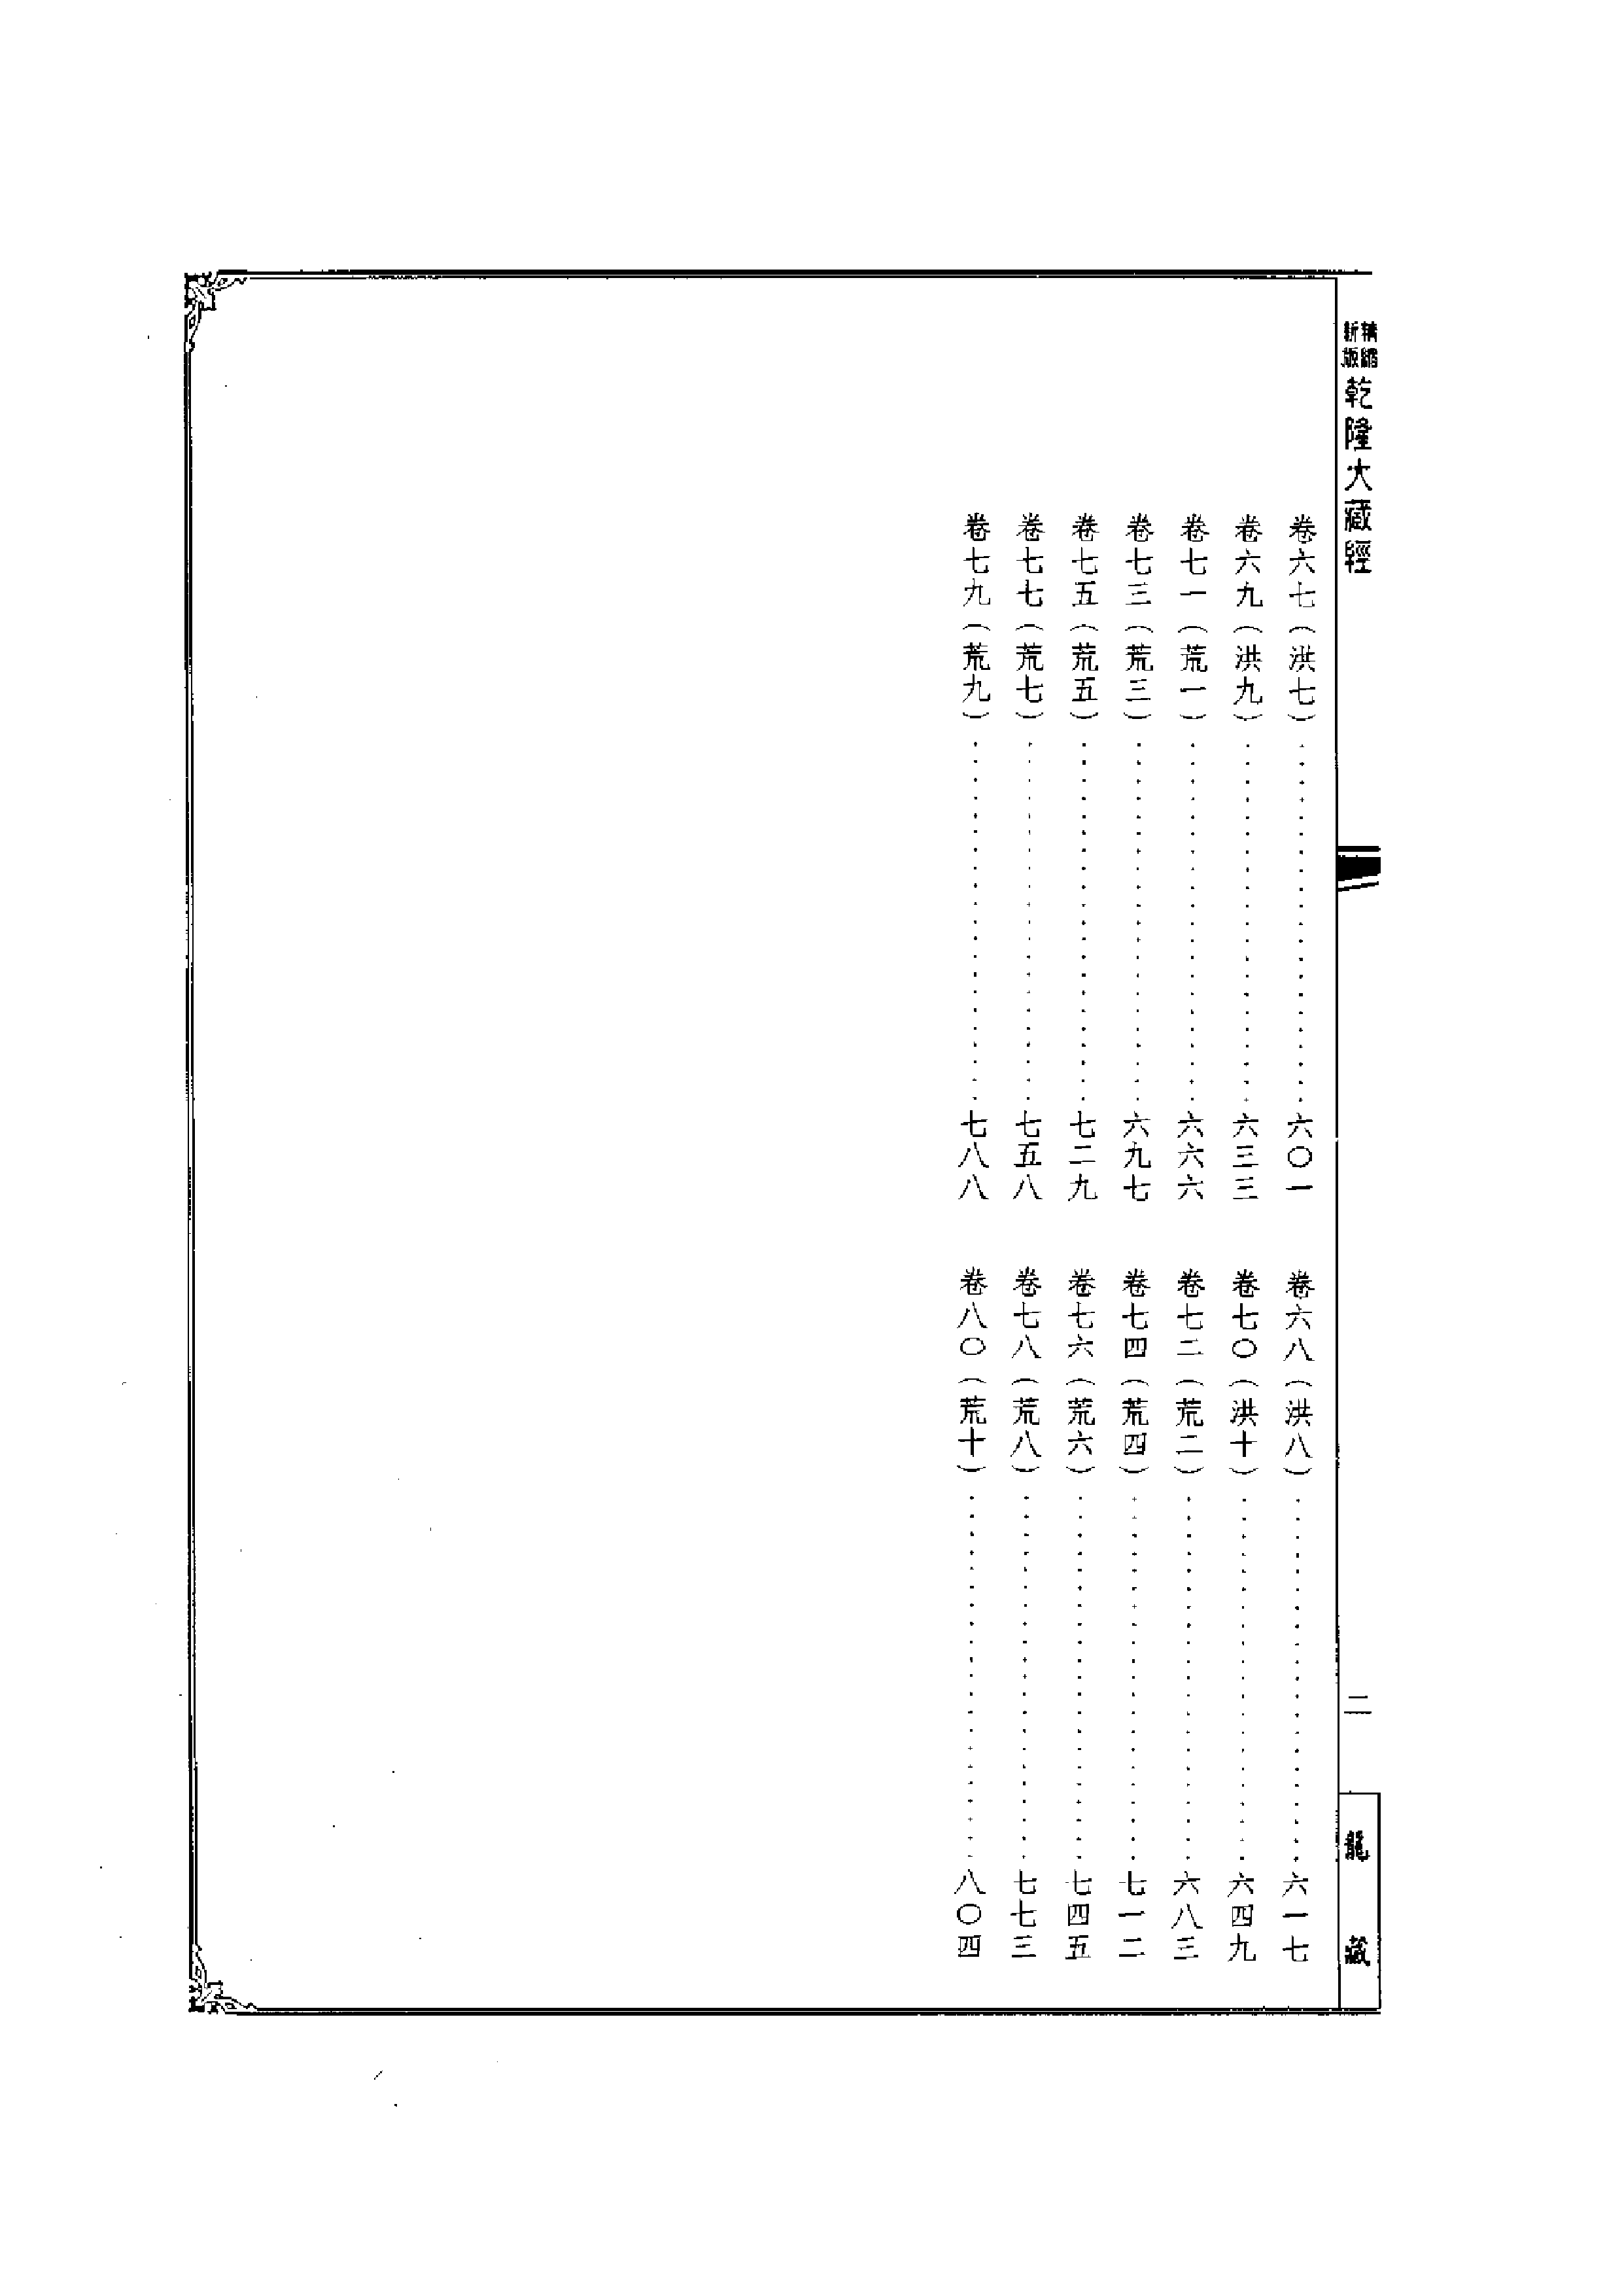 精縮新版
乾隆大藏經
卷六七（洪七）····················六〇一
卷六八（洪八）····················六一七
卷六九（洪九）····················六三三
卷七〇（洪十）····················六四九
卷七一（荒一）····················六六六
卷七二（荒二）····················六八三
卷七三（荒三）····················六九七
卷七四（荒四）····················七一二
卷七五（荒五）····················七二九
卷七六（荒六）····················七四五
卷七七（荒七）····················七五八
卷七八（荒八）····················七七三
卷七九（荒九）····················七八八
卷八〇（荒十）····················八〇四
二
龍藏